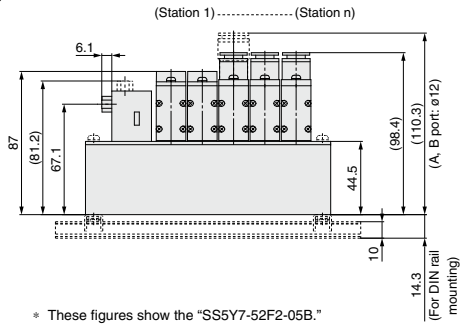 (Station 1) (Station n)
6.1
87
(81.2)
67.1
44.5
(98.4)
(110.3)
(A, B port: ø12)
10
14.3
(For DIN rail
mounting)
* These figures show the “SS5Y7-52F2-05B.”